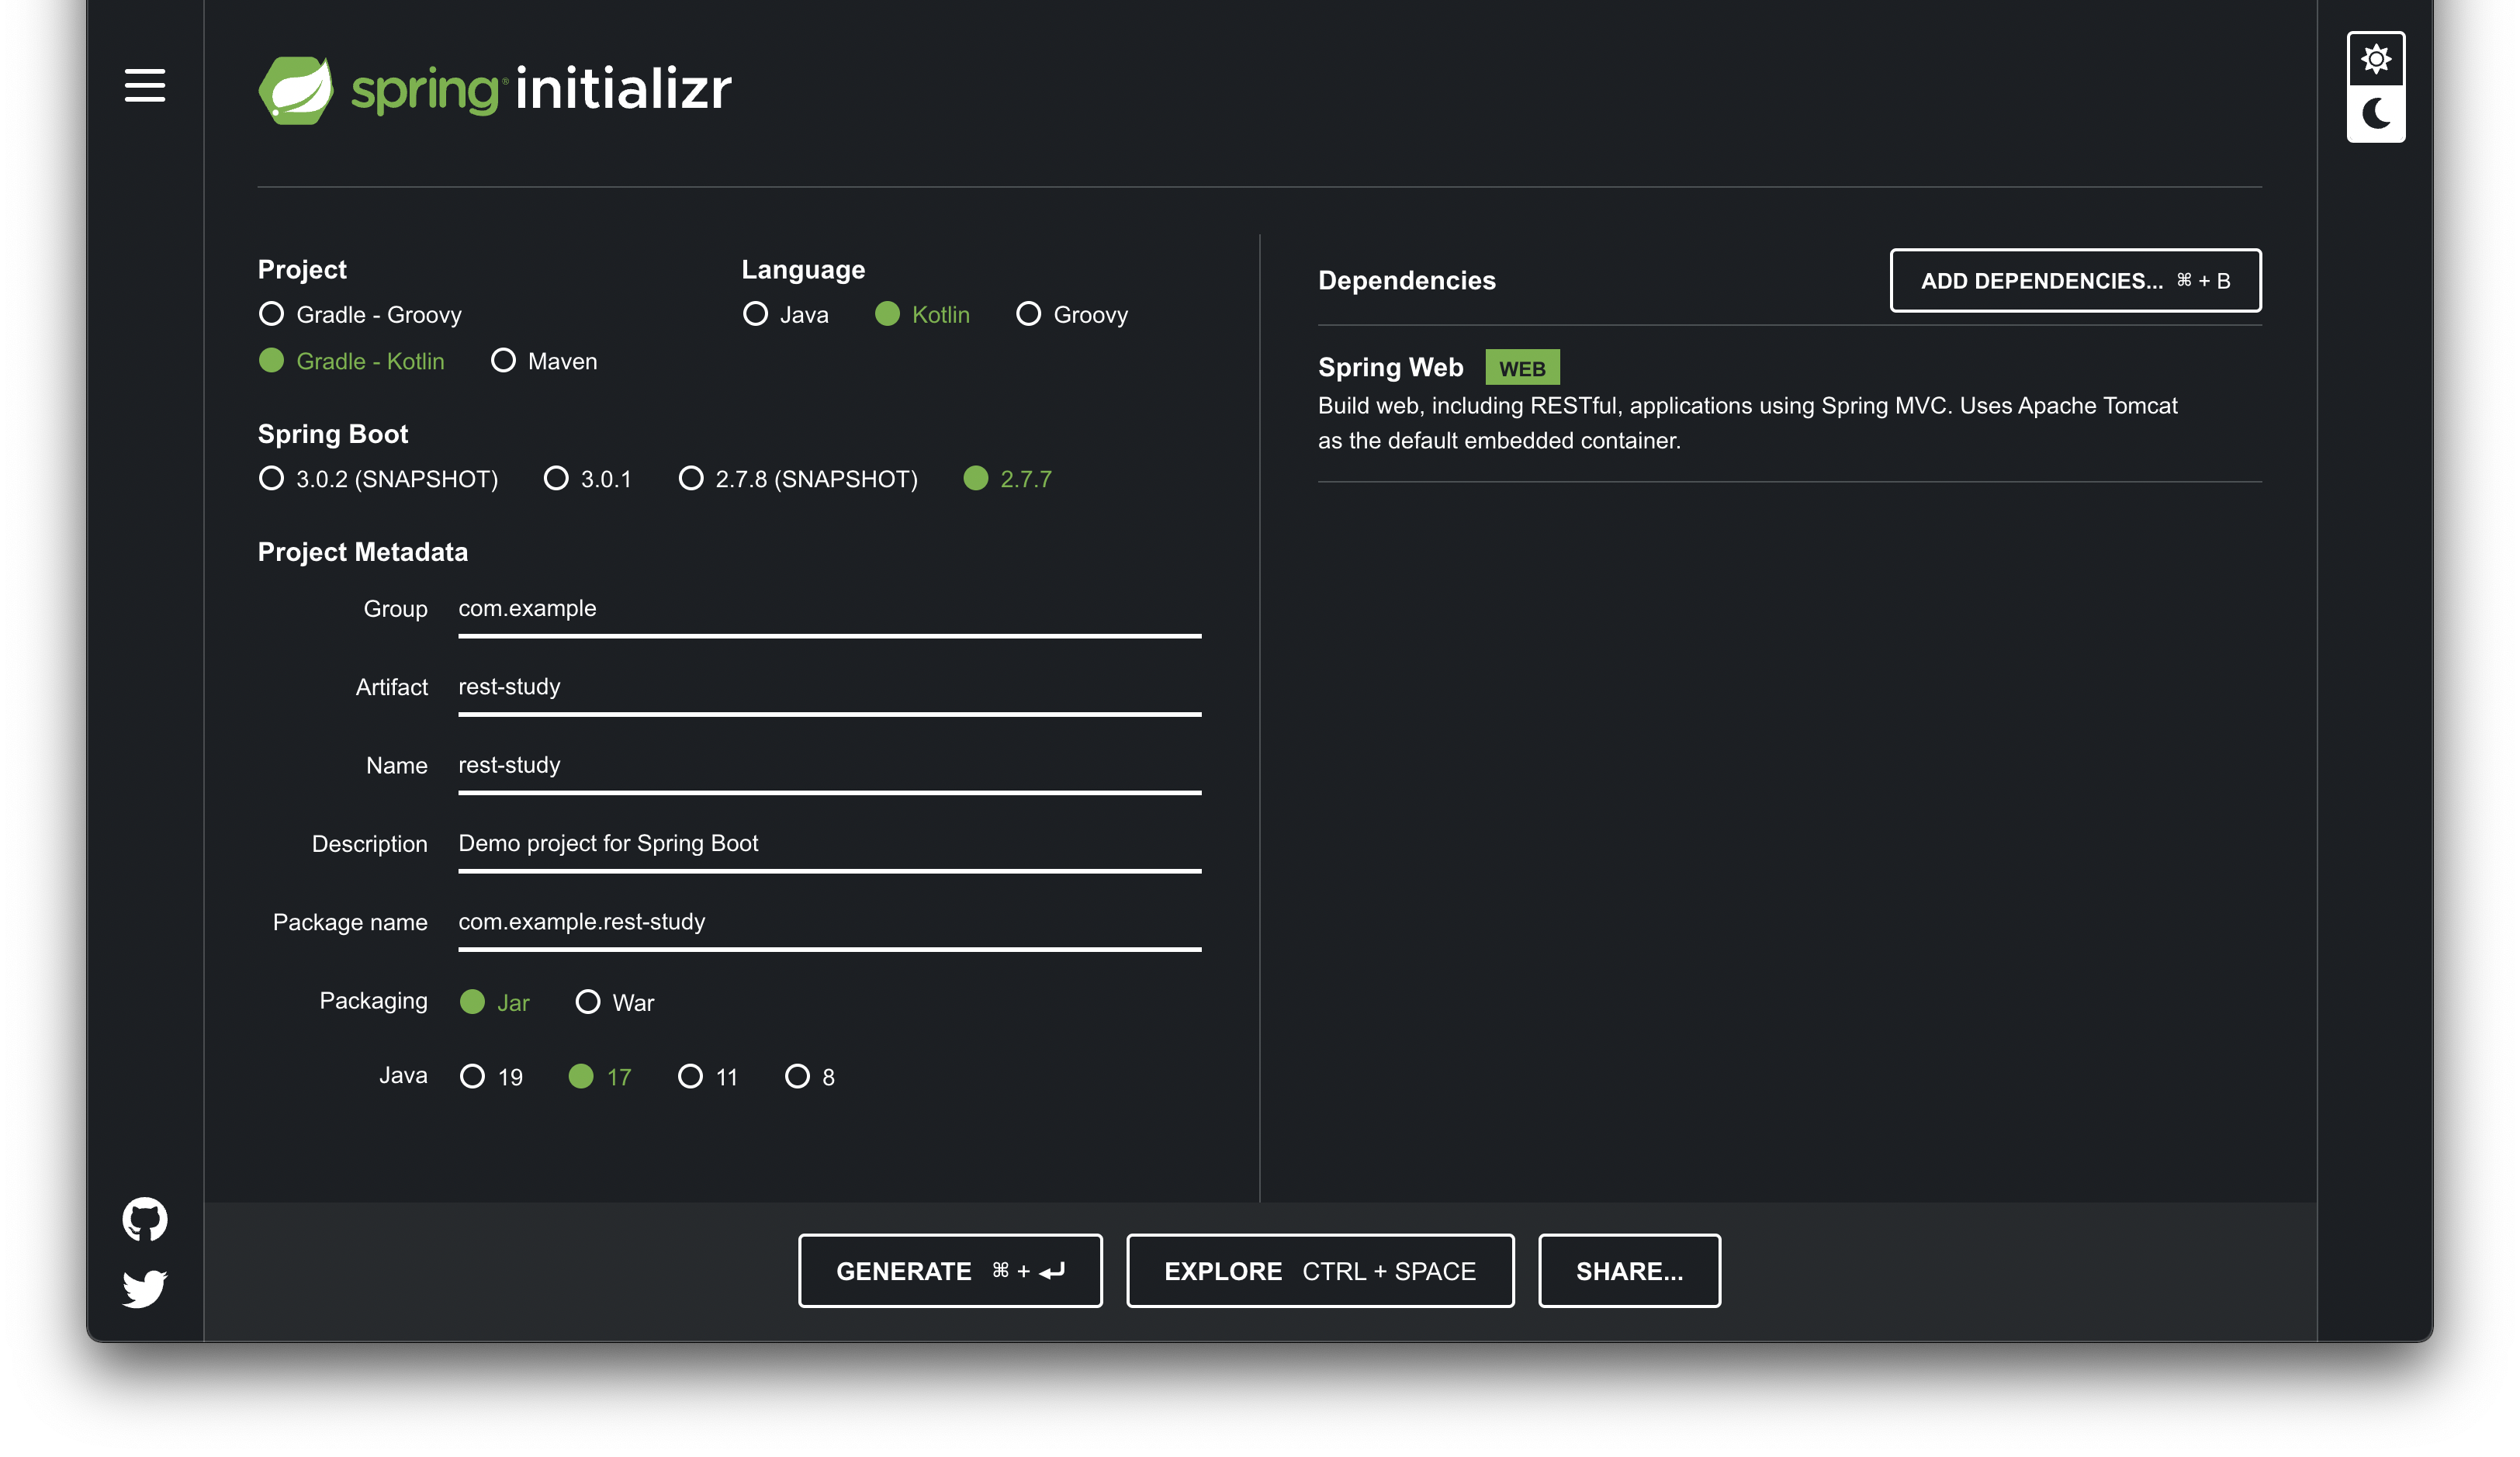 spring® initializr
Project
Gradle - Groovy
Gradle - Kotlin Maven
Language
Java Kotlin Groovy
Spring Boot
3.0.2 (SNAPSHOT) 3.0.1 2.7.8 (SNAPSHOT) 2.7.7
Project Metadata
Group com.example
Artifact rest-study
Name rest-study
Description Demo project for Spring Boot
Package name com.example.rest-study
Packaging Jar War
Java 19 17 11 8
Dependencies ADD DEPENDENCIES... ⌘ + B
Spring Web WEB
Build web, including RESTful, applications using Spring MVC. Uses Apache Tomcat
as the default embedded container.
GENERATE ⌘ + ⏎ EXPLORE CTRL + SPACE SHARE...